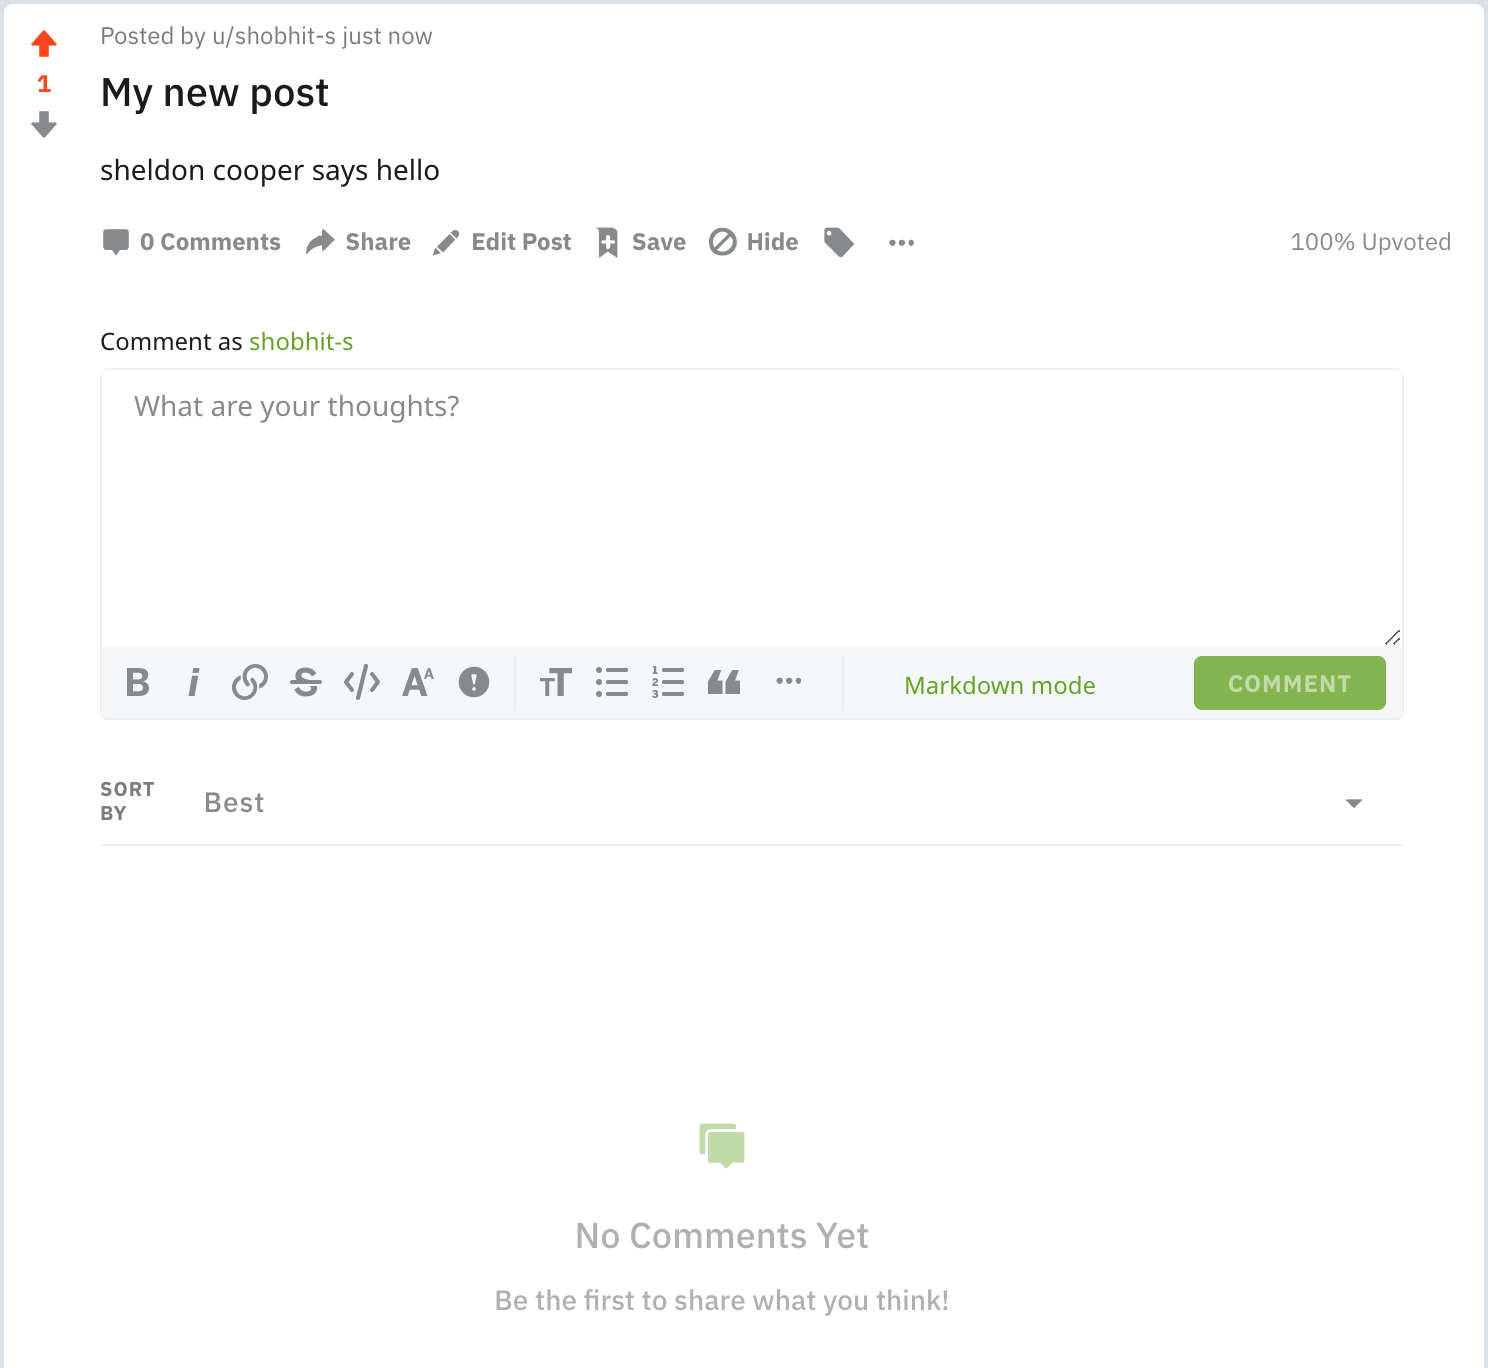 Posted by u/shobhit-s just now
1
My new post
sheldon cooper says hello
0 Comments Share Edit Post Save Hide 100% Upvoted
Comment as shobhit-s
What are your thoughts?
Markdown mode COMMENT
SORT BY Best
No Comments Yet
Be the first to share what you think!